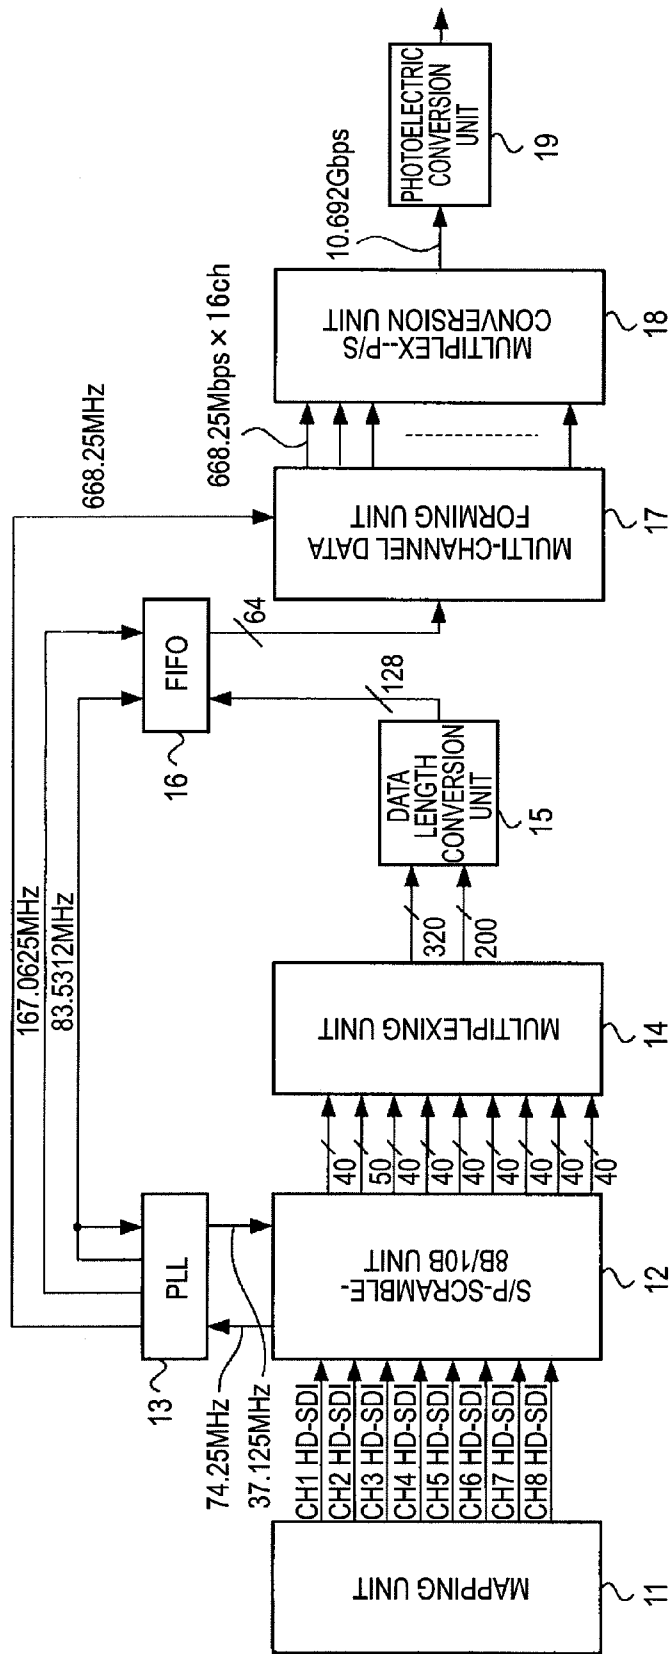 MAPPING UNIT
11
CH1 HD-SDI
CH2 HD-SDI
CH3 HD-SDI
CH4 HD-SDI
CH5 HD-SDI
CH6 HD-SDI
CH7 HD-SDI
CH8 HD-SDI
74.25MHz
37.125MHz
13
PLL
S/P-SCRAMBLE-
8B/10B UNIT
12
40
50
40
40
40
40
40
40
40
MULTIPLEXING UNIT
14
320
200
167.0625MHz
83.5312MHz
DATA
LENGTH
CONVERSION
UNIT
15
128
16
FIFO
64
668.25MHz
MULTI-CHANNEL DATA
FORMING UNIT
17
668.25Mbps × 16ch
MULTIPLEX--P/S
CONVERSION UNIT
18
10.692Gbps
PHOTOELECTRIC
CONVERSION
UNIT
19